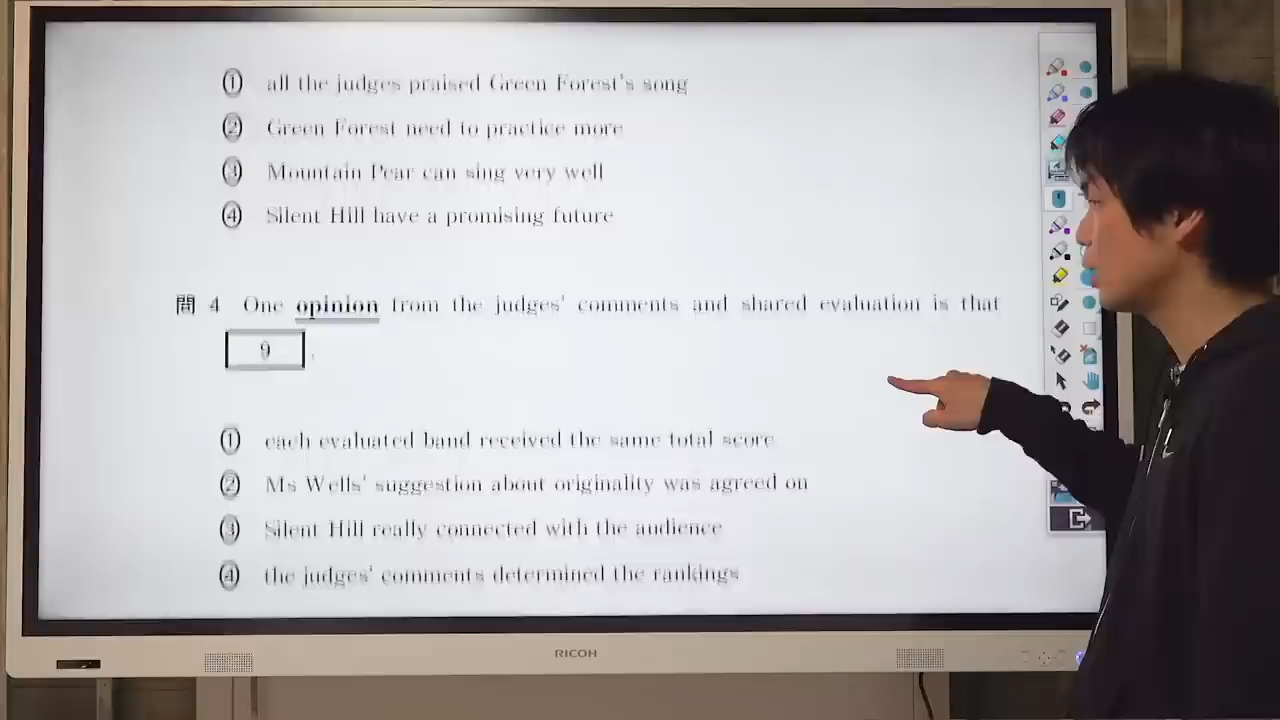 ① all the judges praised Green Forest's song
② Green Forest need to practice more
③ Mountain Pear can sing very well
④ Silent Hill have a promising future
問 4 One opinion from the judges' comments and shared evaluation is that
9 .
① each evaluated band received the same total score
② Ms Wells' suggestion about originality was agreed on
③ Silent Hill really connected with the audience
④ the judges' comments determined the rankings
RICOH